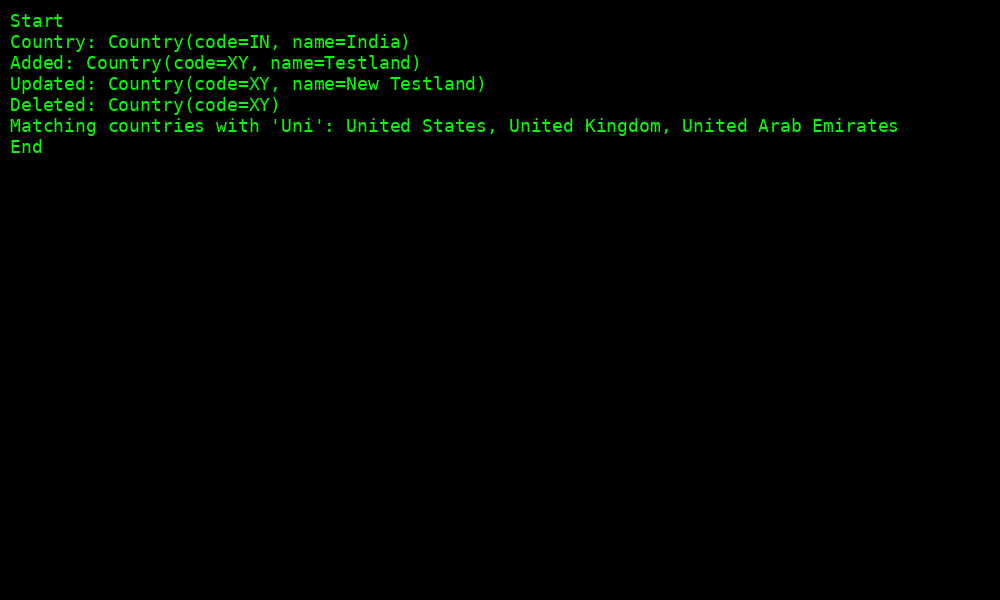 Start
Country: Country(code=IN, name=India)
Added: Country(code=XY, name=Testland)
Updated: Country(code=XY, name=New Testland)
Deleted: Country(code=XY)
Matching countries with 'Uni': United States, United Kingdom, United Arab Emirates
End